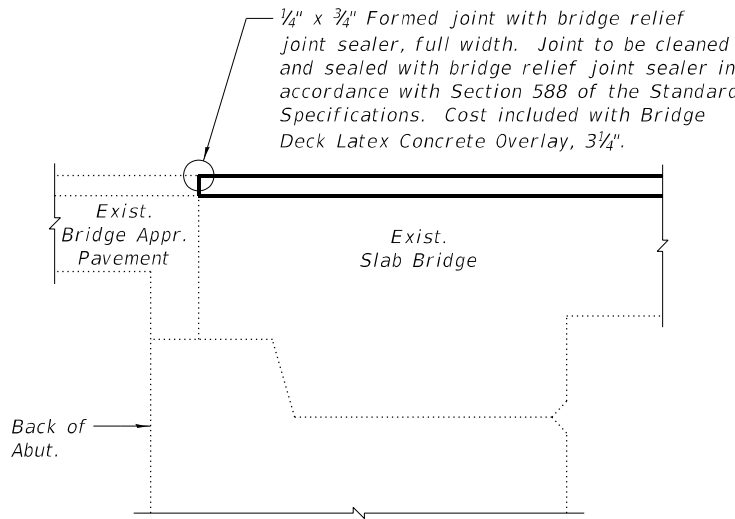 ¼" x ¾" Formed joint with bridge relief
joint sealer, full width. Joint to be cleaned
and sealed with bridge relief joint sealer in
accordance with Section 588 of the Standard
Specifications. Cost included with Bridge
Deck Latex Concrete Overlay, 3¼".
Exist.
Bridge Appr.
Pavement
Exist.
Slab Bridge
Back of
Abut.